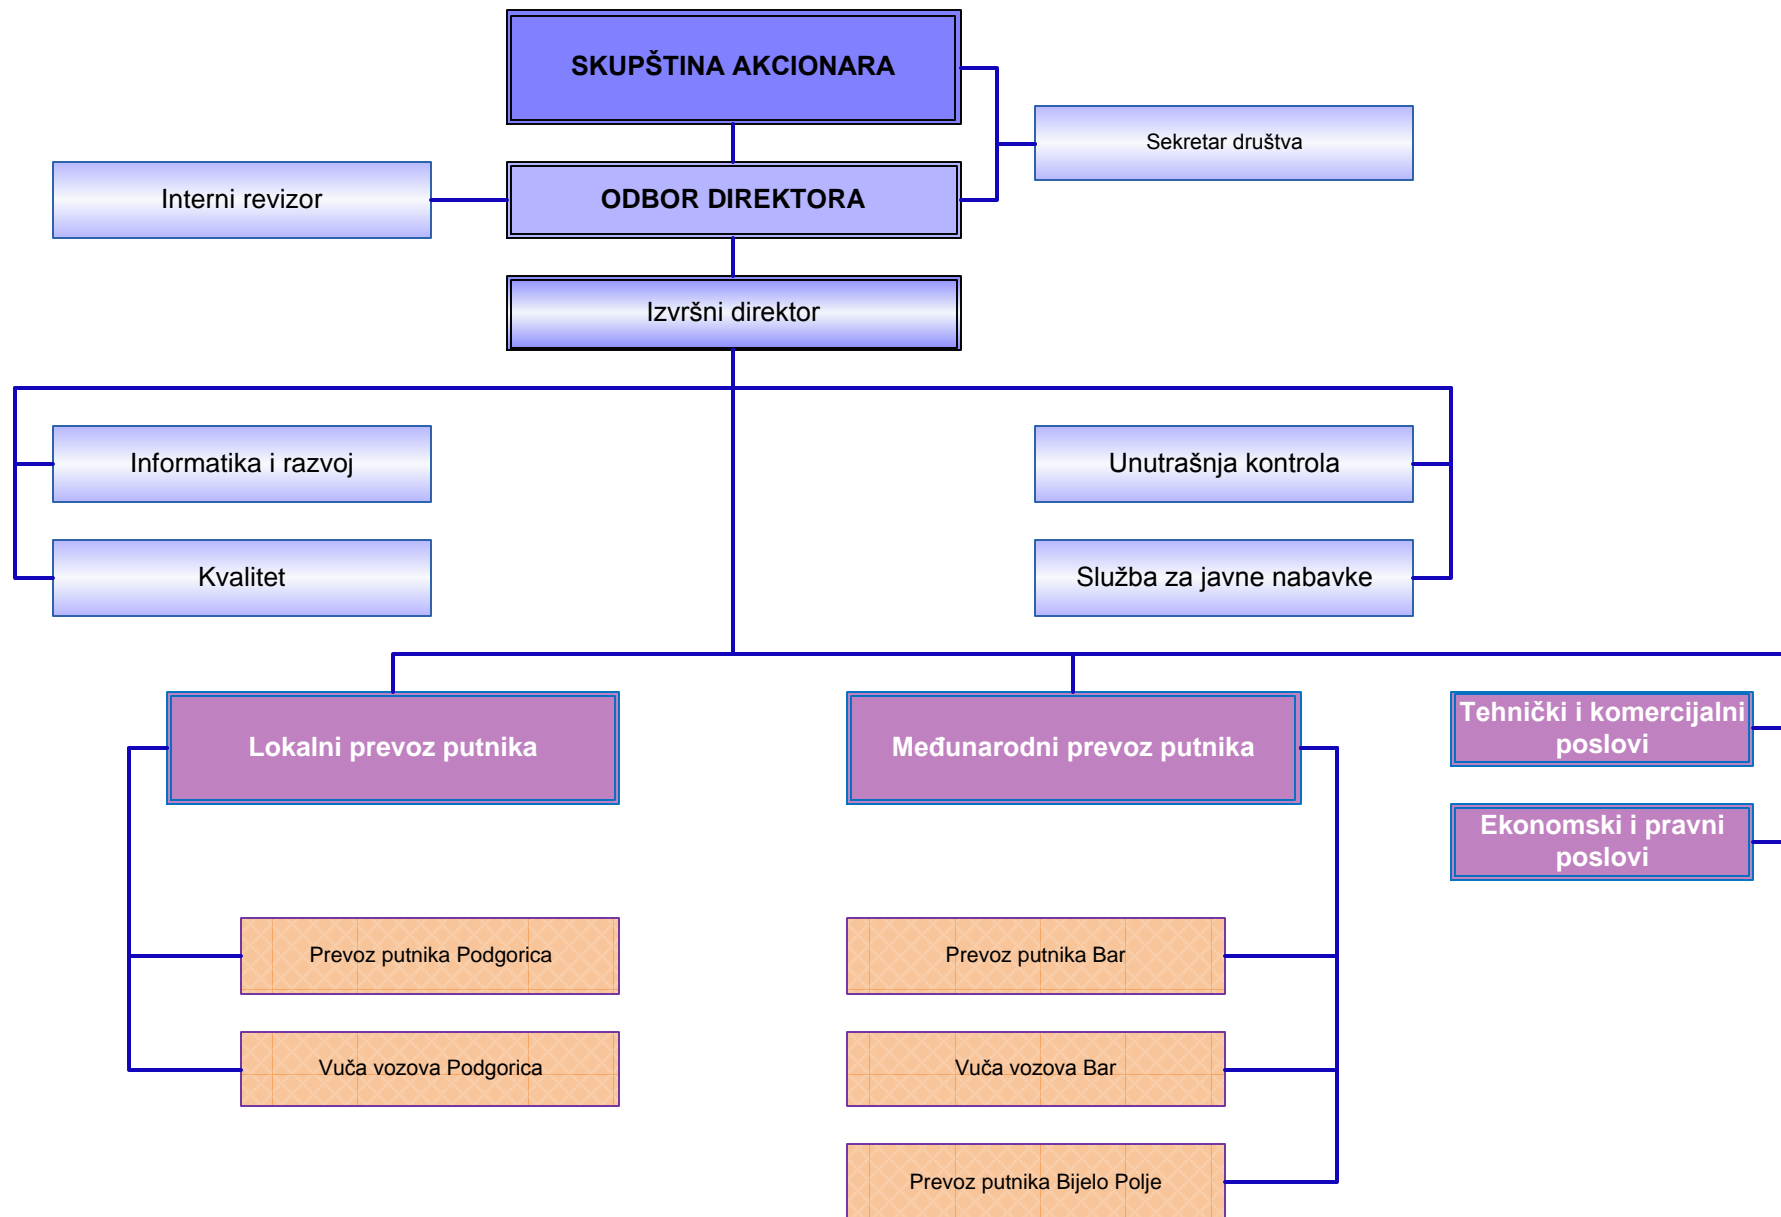 SKUPŠTINA AKCIONARA
Sekretar društva
Interni revizor
ODBOR DIREKTORA
Izvršni direktor
Informatika i razvoj
Unutrašnja kontrola
Kvalitet
Služba za javne nabavke
Lokalni prevoz putnika
Međunarodni prevoz putnika
Tehnički i komercijalni
poslovi
Ekonomski i pravni
poslovi
Prevoz putnika Podgorica
Prevoz putnika Bar
Vuča vozova Podgorica
Vuča vozova Bar
Prevoz putnika Bijelo Polje